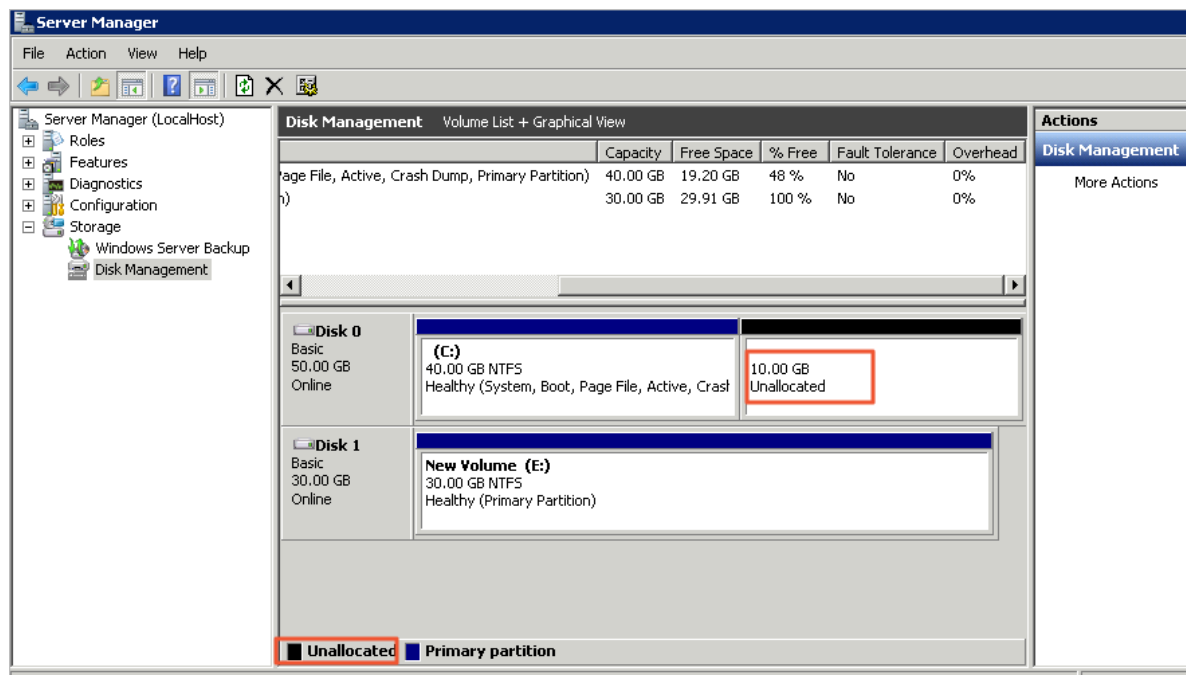 Server Manager
File Action View Help
Server Manager (LocalHost)
Roles
Features
Diagnostics
Configuration
Storage
Windows Server Backup
Disk Management
Disk Management Volume List + Graphical View
Capacity Free Space % Free Fault Tolerance Overhead
age File, Active, Crash Dump, Primary Partition) 40.00 GB 19.20 GB 48 % No 0%
n) 30.00 GB 29.91 GB 100 % No 0%
Disk 0
Basic
50.00 GB
Online
(C:)
40.00 GB NTFS
Healthy (System, Boot, Page File, Active, Crash
10.00 GB
Unallocated
Disk 1
Basic
30.00 GB
Online
New Volume (E:)
30.00 GB NTFS
Healthy (Primary Partition)
Unallocated Primary partition
Actions
Disk Management
More Actions